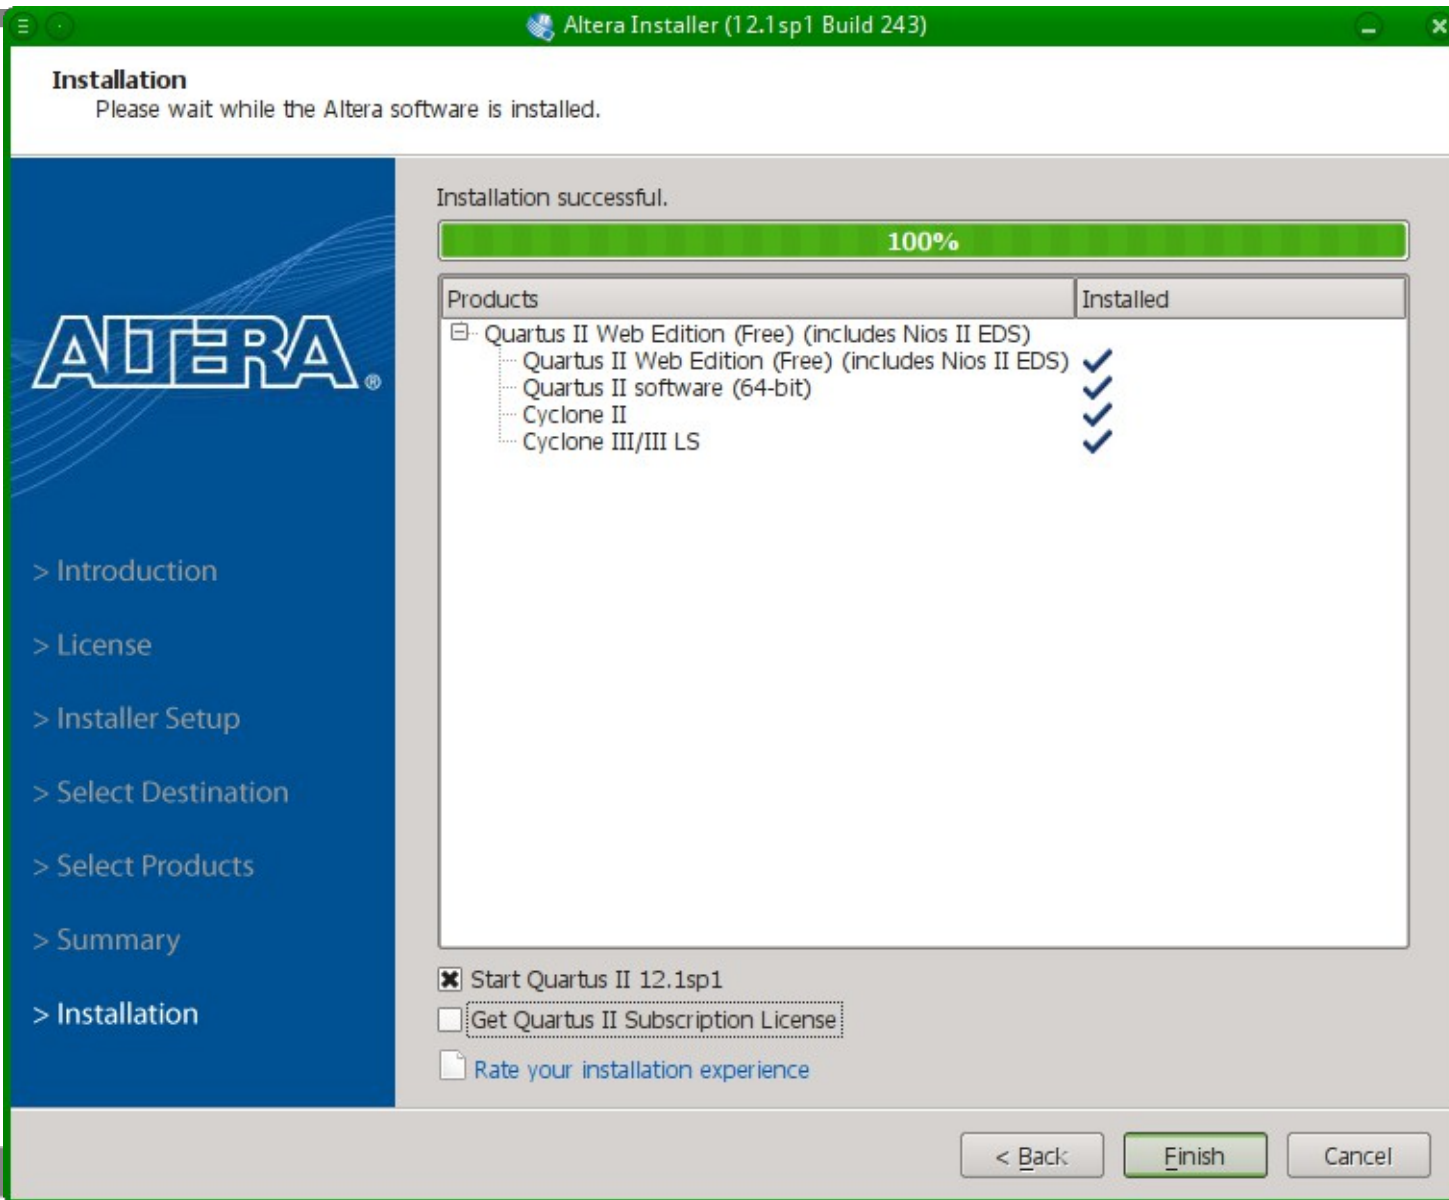 Altera Installer (12.1sp1 Build 243)
Installation
Please wait while the Altera software is installed.
Installation successful.
100%
Products Installed
Quartus II Web Edition (Free) (includes Nios II EDS)
Quartus II Web Edition (Free) (includes Nios II EDS)
Quartus II software (64-bit)
Cyclone II
Cyclone III/III LS
ALTERA®
> Introduction
> License
> Installer Setup
> Select Destination
> Select Products
> Summary
> Installation
Start Quartus II 12.1sp1
Get Quartus II Subscription License
Rate your installation experience
< Back Finish Cancel